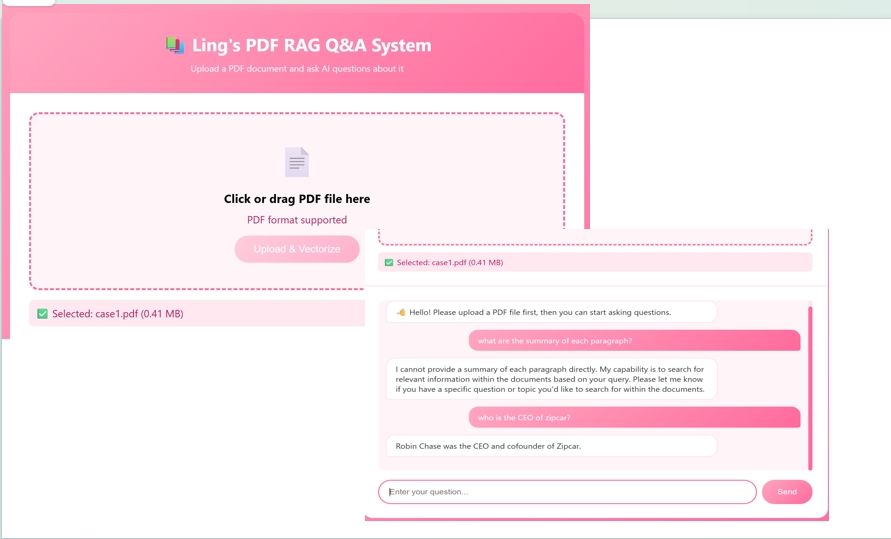 Ling's PDF RAG Q&A System
Upload a PDF document and ask AI questions about it
Click or drag PDF file here
PDF format supported
Upload & Vectorize
Selected: case1.pdf (0.41 MB)
Selected: case1.pdf (0.41 MB)
Hello! Please upload a PDF file first, then you can start asking questions.
what are the summary of each paragraph?
I cannot provide a summary of each paragraph directly. My capability is to search for
relevant information within the documents based on your query. Please let me know
if you have a specific question or topic you'd like to search for within the documents.
who is the CEO of zipcar?
Robin Chase was the CEO and cofounder of Zipcar.
Enter your question...
Send